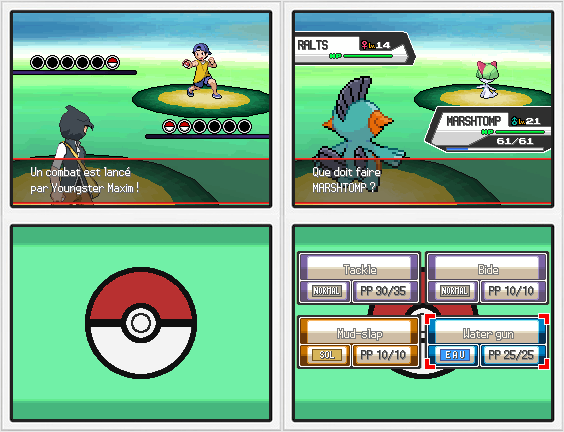 Un combat est lancé
par Youngster Maxim !
RALTS Lv.14
MARSHTOMP Lv.21
61/61
Que doit faire
MARSHTOMP ?
Tackle
NORMAL PP 30/35
Bide
NORMAL PP 10/10
Mud-slap
SOL PP 10/10
Water gun
EAU PP 25/25